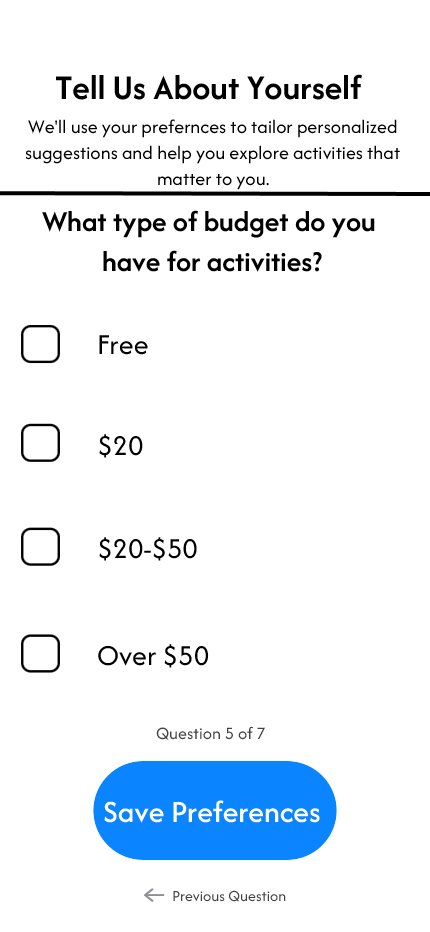 Tell Us About Yourself
We'll use your prefernces to tailor personalized
suggestions and help you explore activities that
matter to you.
What type of budget do you
have for activities?
Free
$20
$20-$50
Over $50
Question 5 of 7
Save Preferences
Previous Question